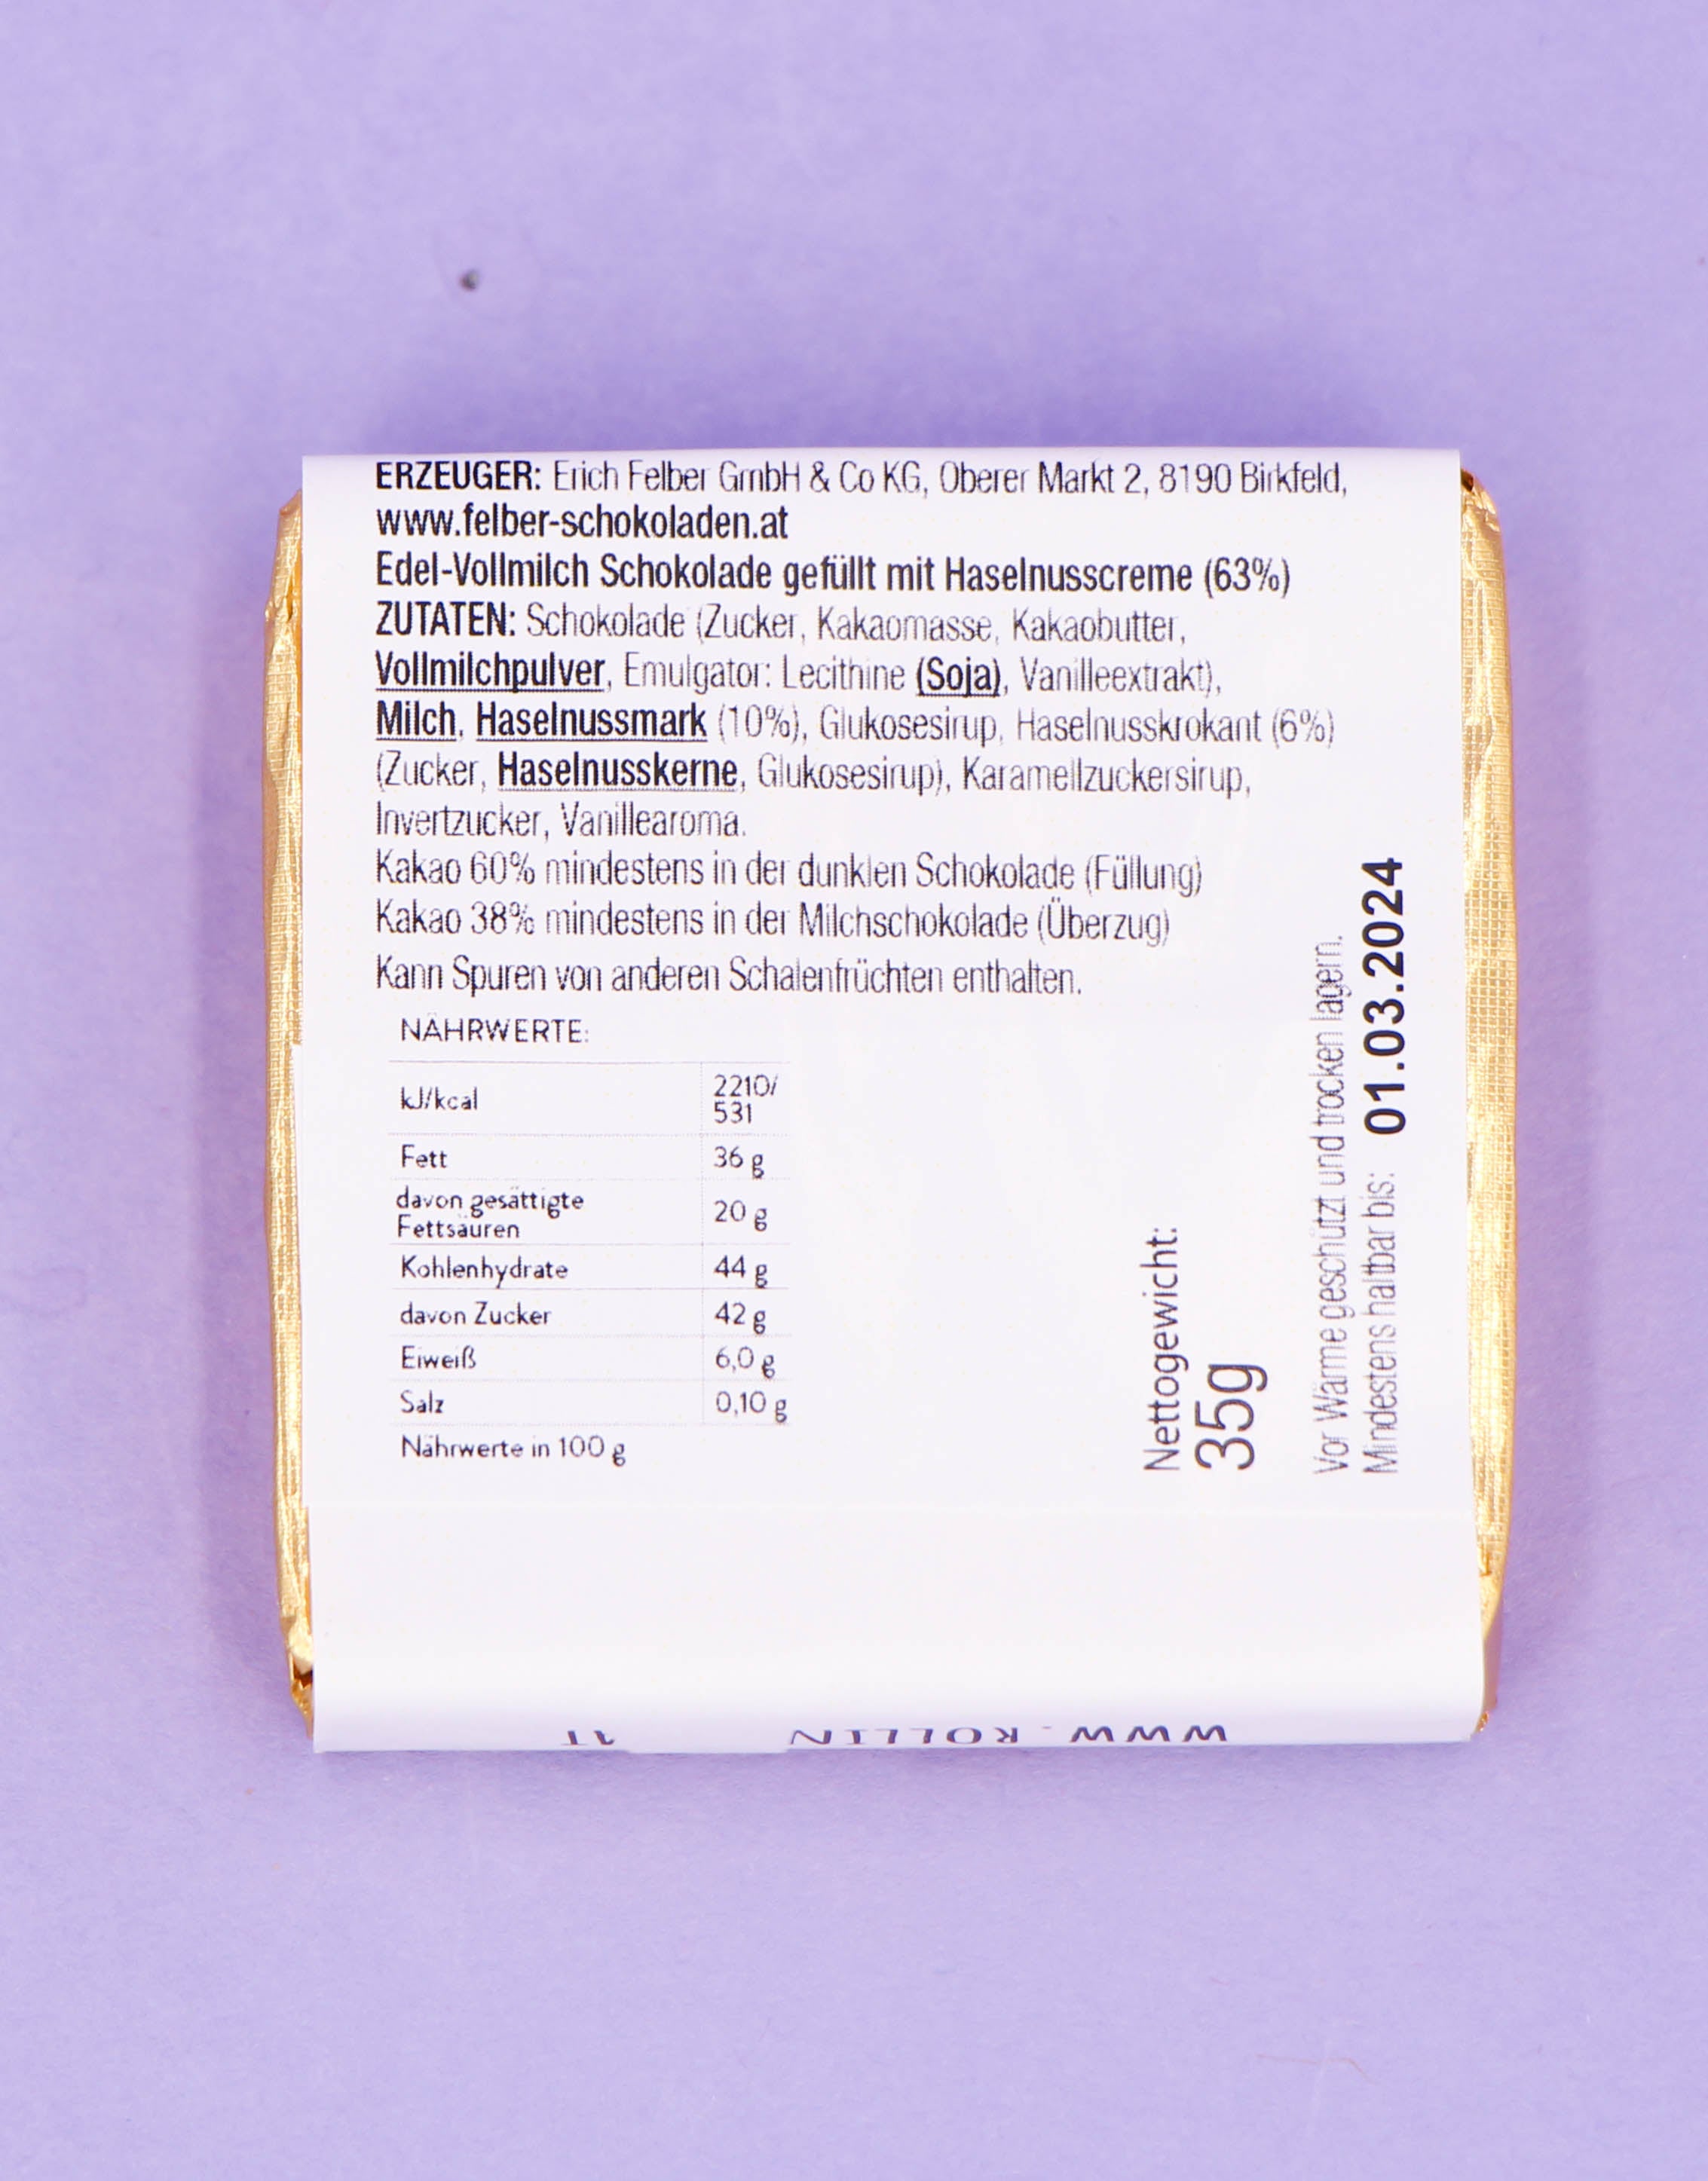 ERZEUGER: Erich Felber GmbH & Co KG, Oberer Markt 2, 8190 Birkfeld,
www.felber-schokoladen.at
Edel-Vollmilch Schokolade gefüllt mit Haselnusscreme (63%)
ZUTATEN: Schokolade (Zucker, Kakaomasse, Kakaobutter,
Vollmilchpulver, Emulgator: Lecithine (Soja), Vanilleextrakt),
Milch, Haselnussmark (10%), Glukosesirup, Haselnusskrokant (6%)
(Zucker, Haselnusskerne, Glukosesirup), Karamellzuckersirup,
Invertzucker, Vanillearoma.
Kakao 60% mindestens in der dunklen Schokolade (Füllung)
Kakao 38% mindestens in der Milchschokolade (Überzug)
Kann Spuren von anderen Schalenfrüchten enthalten.
NÄHRWERTE:
kJ/kcal 2210/
531
Fett 36 g
davon gesättigte
Fettsäuren 20 g
Kohlenhydrate 44 g
davon Zucker 42 g
Eiweiß 6,0 g
Salz 0,10 g
Nährwerte in 100 g
Nettogewicht:
35g
Vor Wärme geschützt und trocken lagern.
Mindestens haltbar bis: 01.03.2024